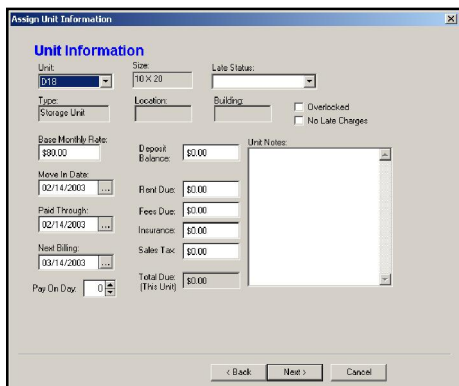 Assign Unit Information
Unit Information
Unit:
Size:
Late Status:
D18
10 X 20
Type:
Location:
Building:
Storage Unit
Overlocked
No Late Charges
Base Monthly Rate:
$80.00
Deposit Balance:
$0.00
Unit Notes:
Move In Date:
02/14/2003
...
Rent Due:
$0.00
Paid Through:
02/14/2003
...
Fees Due:
$0.00
Insurance:
$0.00
Next Billing:
03/14/2003
...
Sales Tax:
$0.00
Pay On Day:
0
Total Due:
(This Unit)
$0.00
< Back
Next >
Cancel